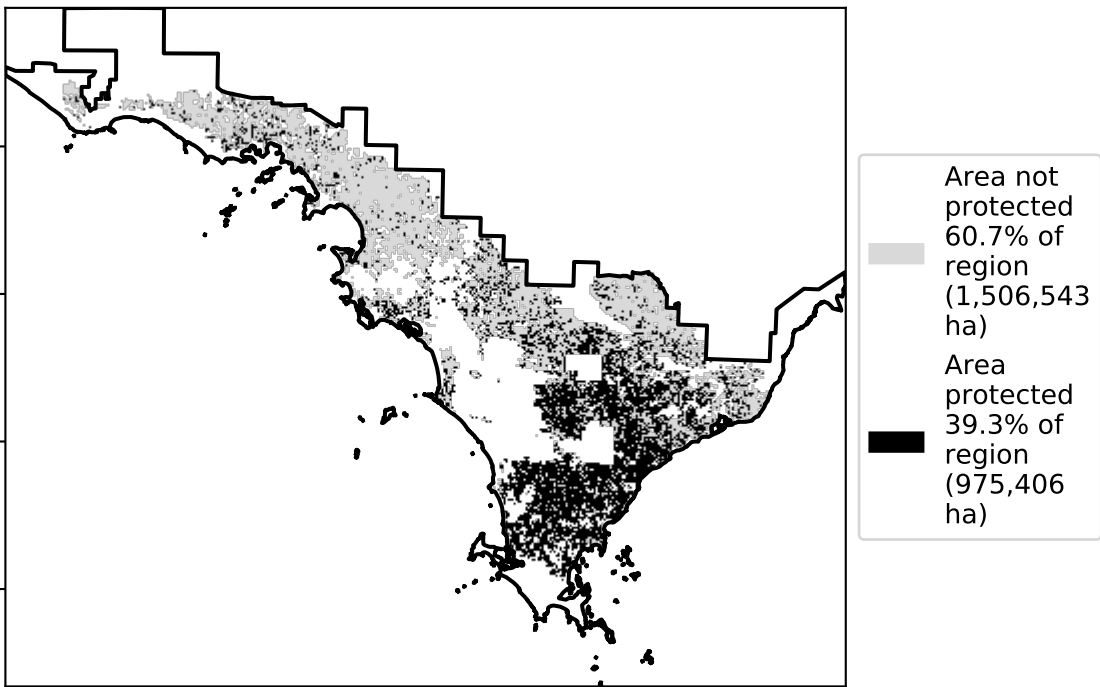 Area not
protected
60.7% of
region
(1,506,543
ha)
Area
protected
39.3% of
region
(975,406
ha)